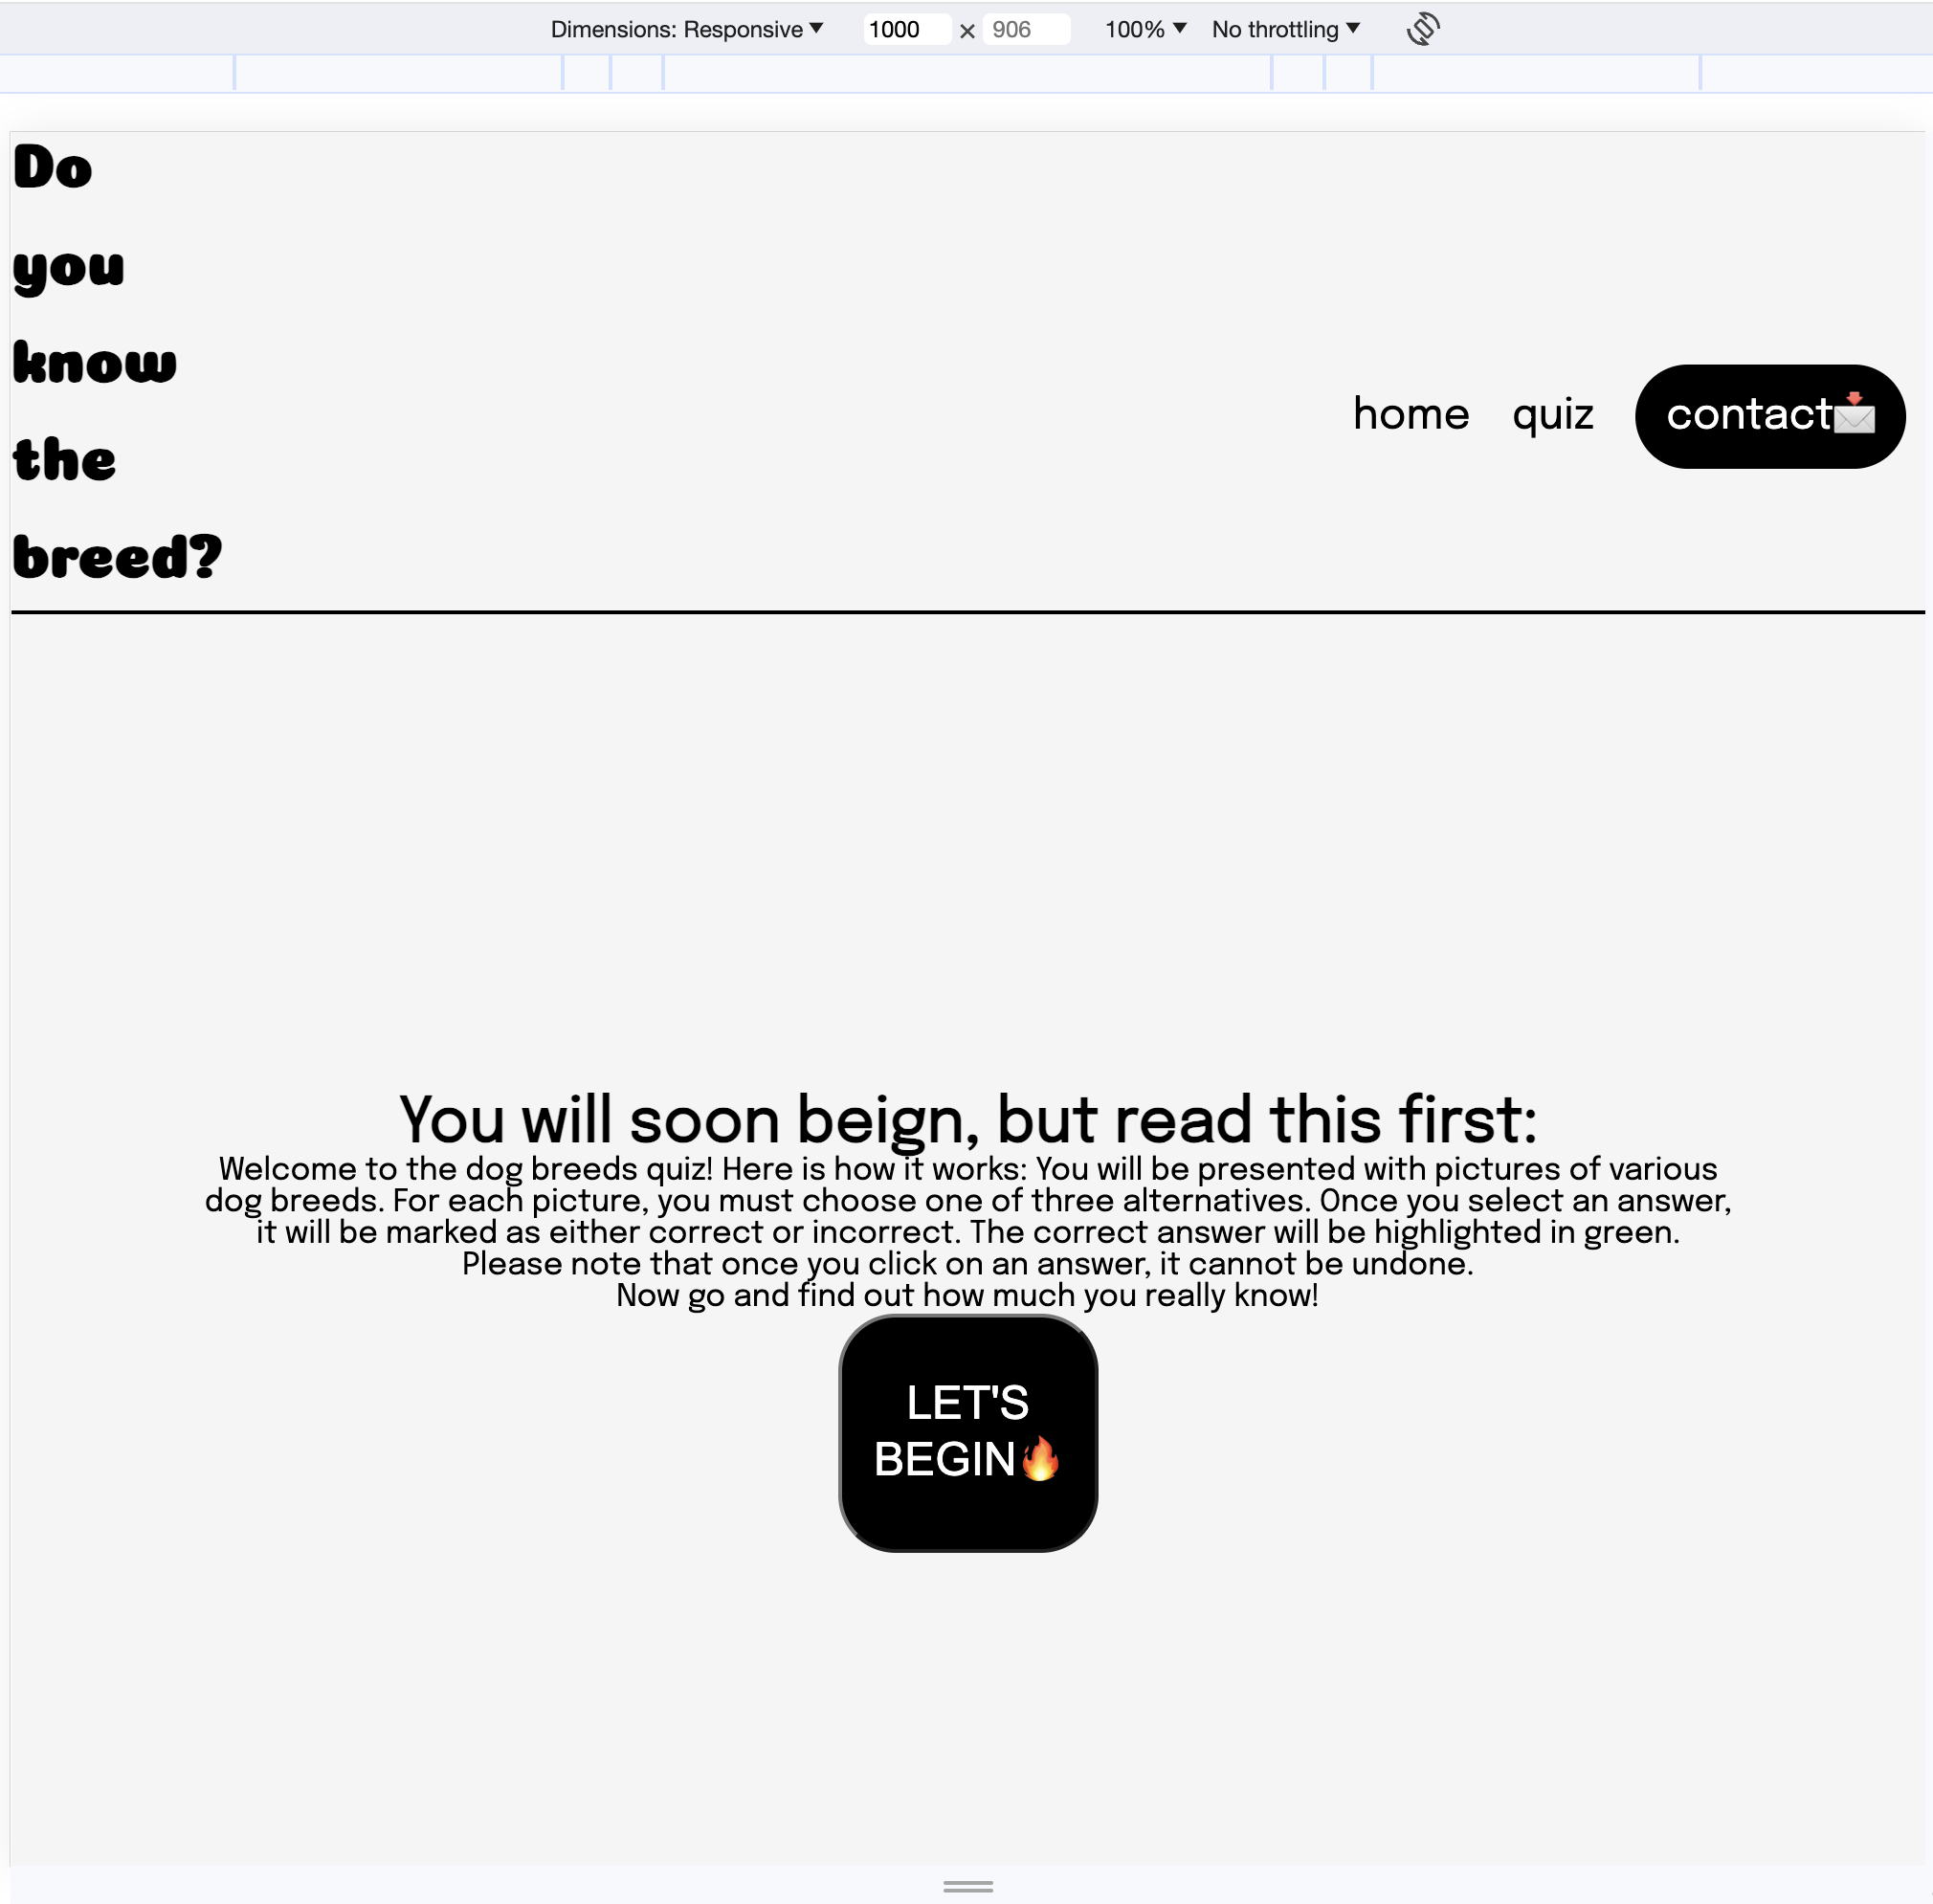 Dimensions: Responsive ▼ 1000 × 906 100% ▼ No throttling ▼
Do
you
know
the
breed?
home quiz contact📩
You will soon beign, but read this first:
Welcome to the dog breeds quiz! Here is how it works: You will be presented with pictures of various
dog breeds. For each picture, you must choose one of three alternatives. Once you select an answer,
it will be marked as either correct or incorrect. The correct answer will be highlighted in green.
Please note that once you click on an answer, it cannot be undone.
Now go and find out how much you really know!
LET'S
BEGIN🔥